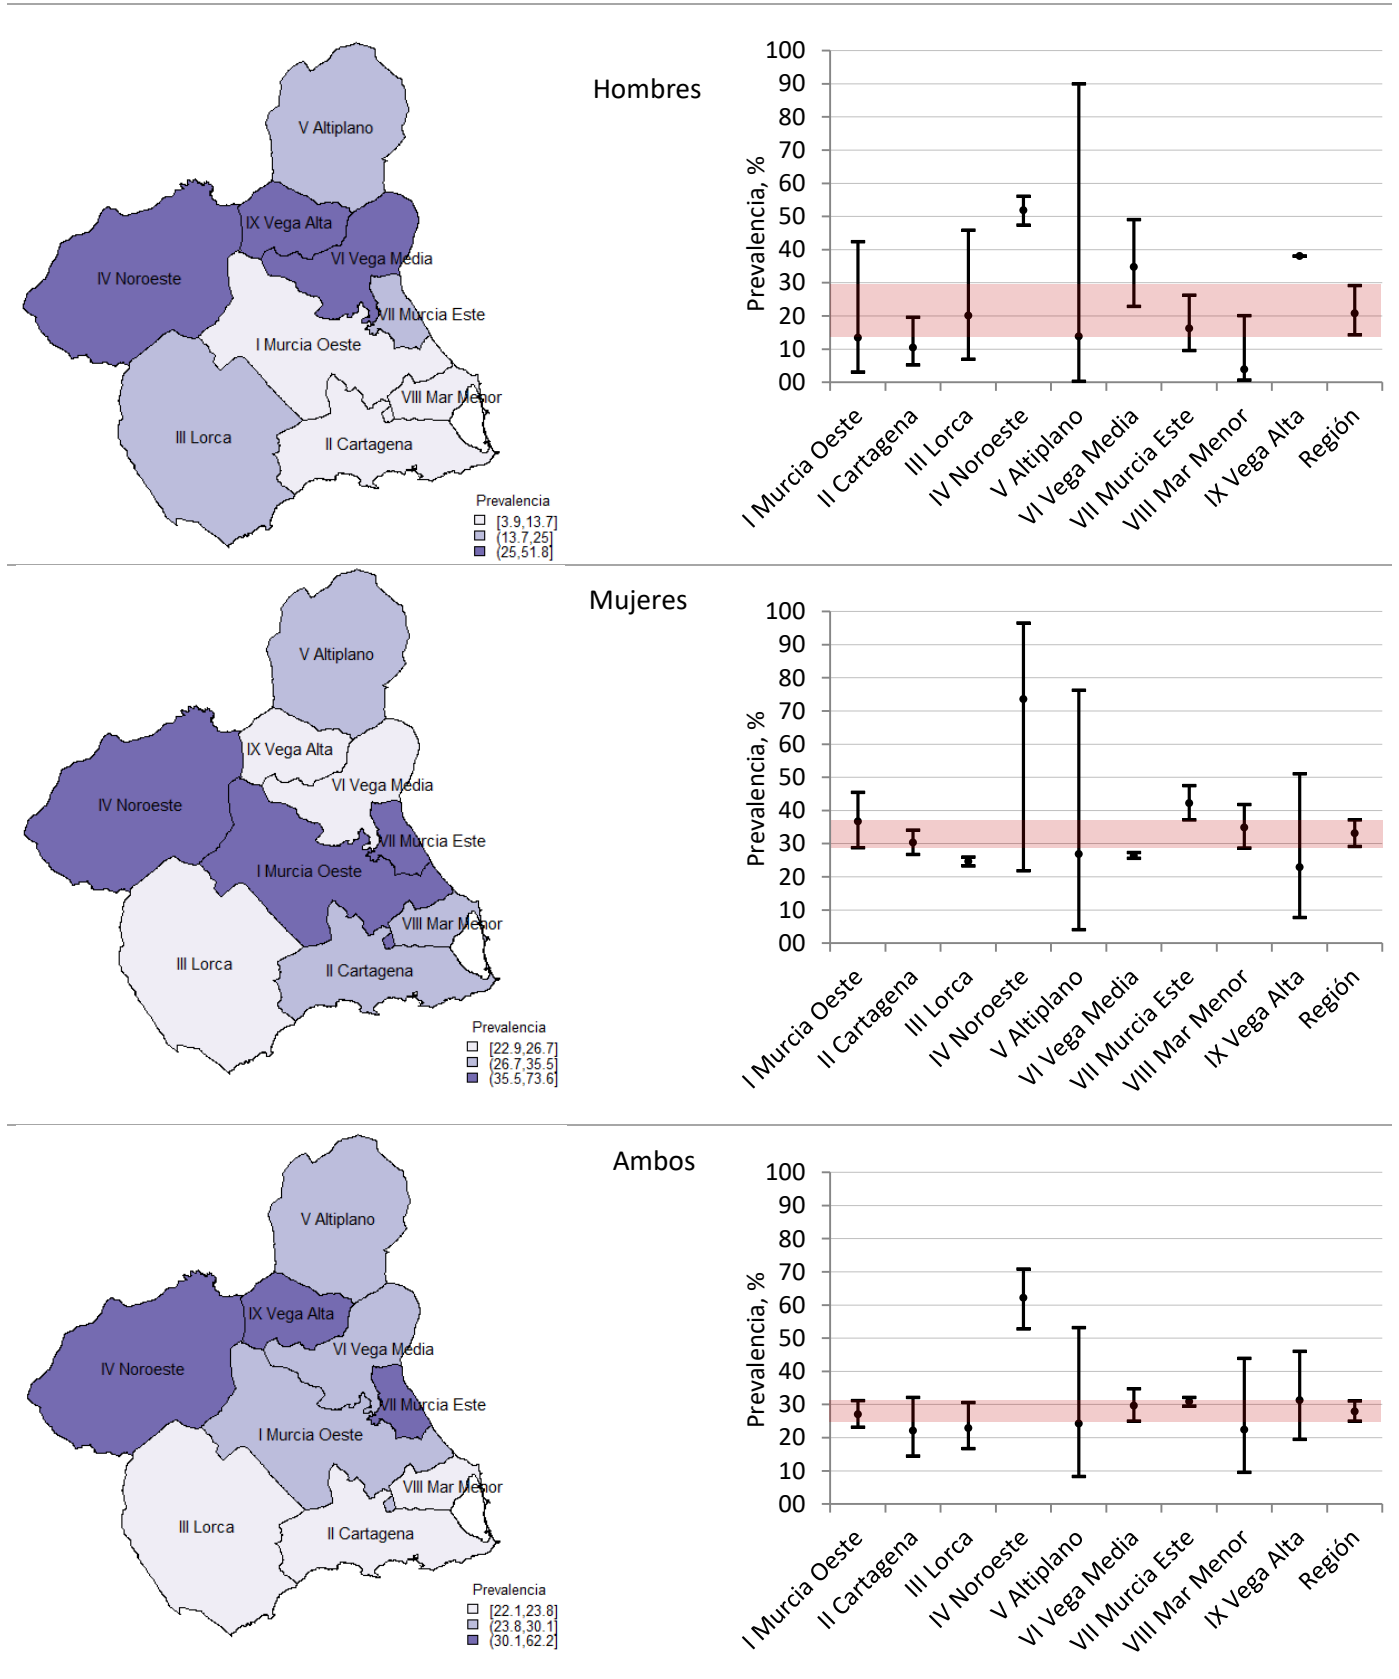 Hombres
V Altiplano
IX Vega Alta
VI Vega Media
IV Noroeste
VII Murcia Este
I Murcia Oeste
VIII Mar Menor
III Lorca
II Cartagena
Prevalencia
[3.9,13.7]
(13.7,25]
(25,51.8]
Prevalencia, %
100
90
80
70
60
50
40
30
20
10
00
I Murcia Oeste
II Cartagena
III Lorca
IV Noroeste
V Altiplano
VI Vega Media
VII Murcia Este
VIII Mar Menor
IX Vega Alta
Región
Mujeres
V Altiplano
IX Vega Alta
VI Vega Media
IV Noroeste
VII Murcia Este
I Murcia Oeste
VIII Mar Menor
III Lorca
II Cartagena
Prevalencia
[22.9,26.7]
(26.7,35.5]
(35.5,73.6]
Prevalencia, %
100
90
80
70
60
50
40
30
20
10
00
I Murcia Oeste
II Cartagena
III Lorca
IV Noroeste
V Altiplano
VI Vega Media
VII Murcia Este
VIII Mar Menor
IX Vega Alta
Región
Ambos
V Altiplano
IX Vega Alta
VI Vega Media
IV Noroeste
VII Murcia Este
I Murcia Oeste
VIII Mar Menor
III Lorca
II Cartagena
Prevalencia
[22.1,23.8]
(23.8,30.1]
(30.1,62.2]
Prevalencia, %
100
90
80
70
60
50
40
30
20
10
00
I Murcia Oeste
II Cartagena
III Lorca
IV Noroeste
V Altiplano
VI Vega Media
VII Murcia Este
VIII Mar Menor
IX Vega Alta
Región